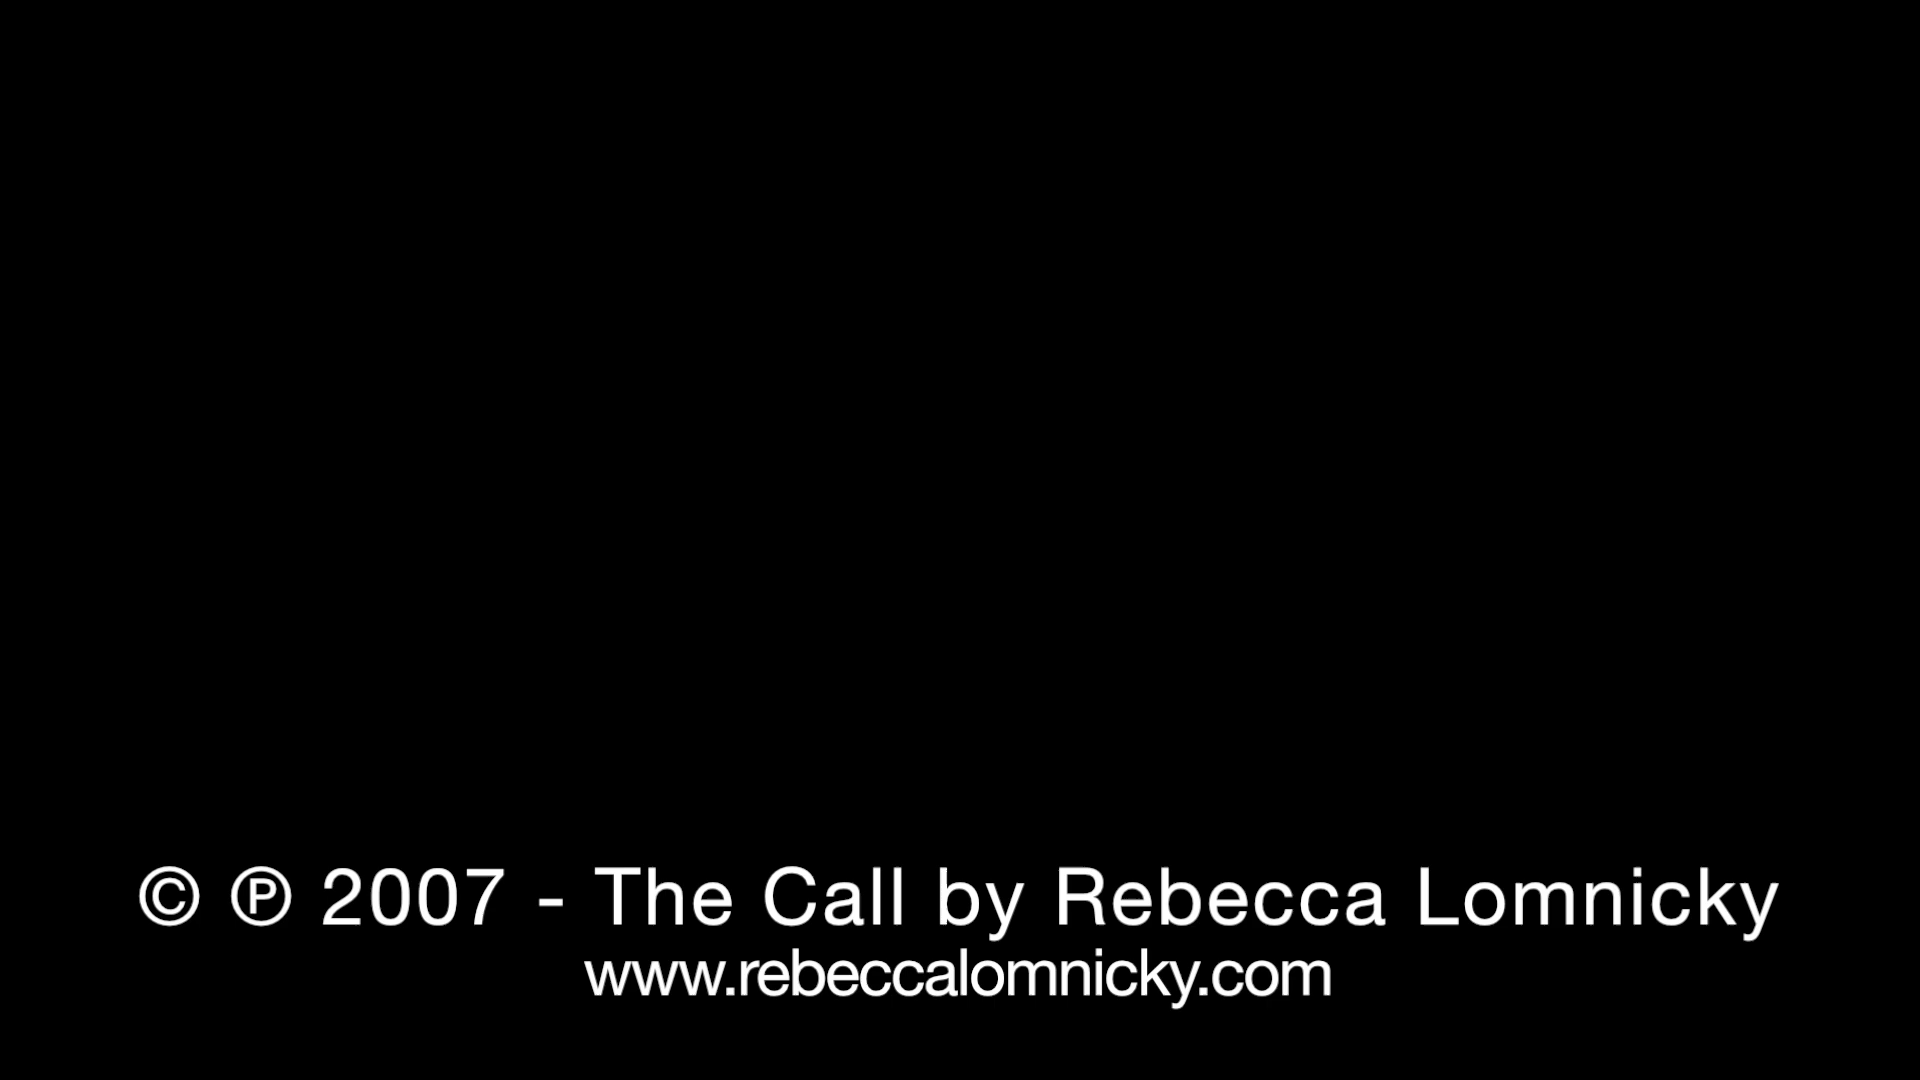 © ℗ 2007 - The Call by Rebecca Lomnicky
www.rebeccalomnicky.com